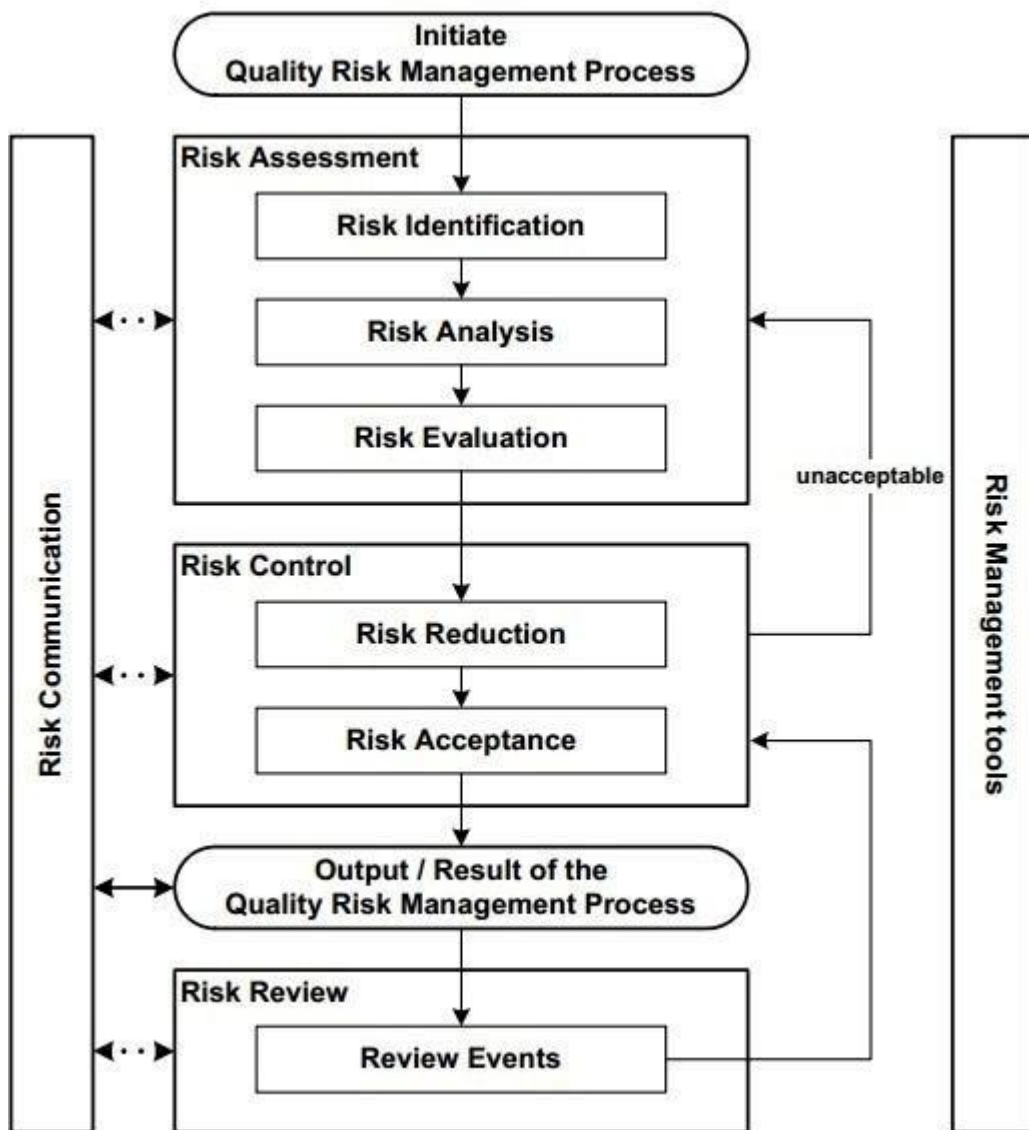 Initiate
Quality Risk Management Process
Risk Assessment
Risk Identification
Risk Analysis
Risk Evaluation
unacceptable
Risk Communication
Risk Management tools
Risk Control
Risk Reduction
Risk Acceptance
Output / Result of the
Quality Risk Management Process
Risk Review
Review Events